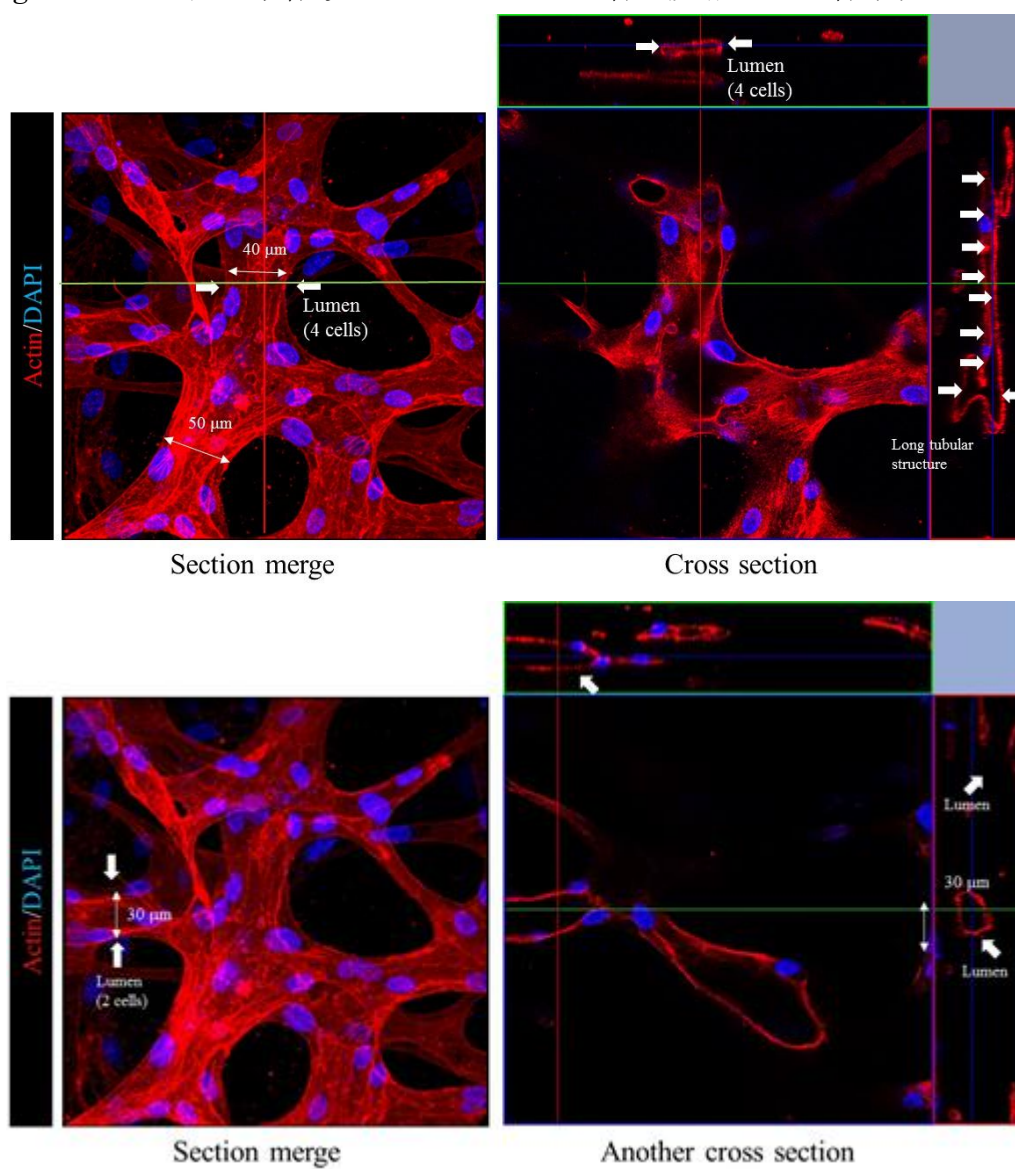 Lumen
(4 cells)
Actin/DAPI
40 μm
Lumen
(4 cells)
50 μm
Long tubular
structure
Section merge
Cross section
Actin/DAPI
30 μm
Lumen
(2 cells)
Lumen
30 μm
Lumen
Section merge
Another cross section